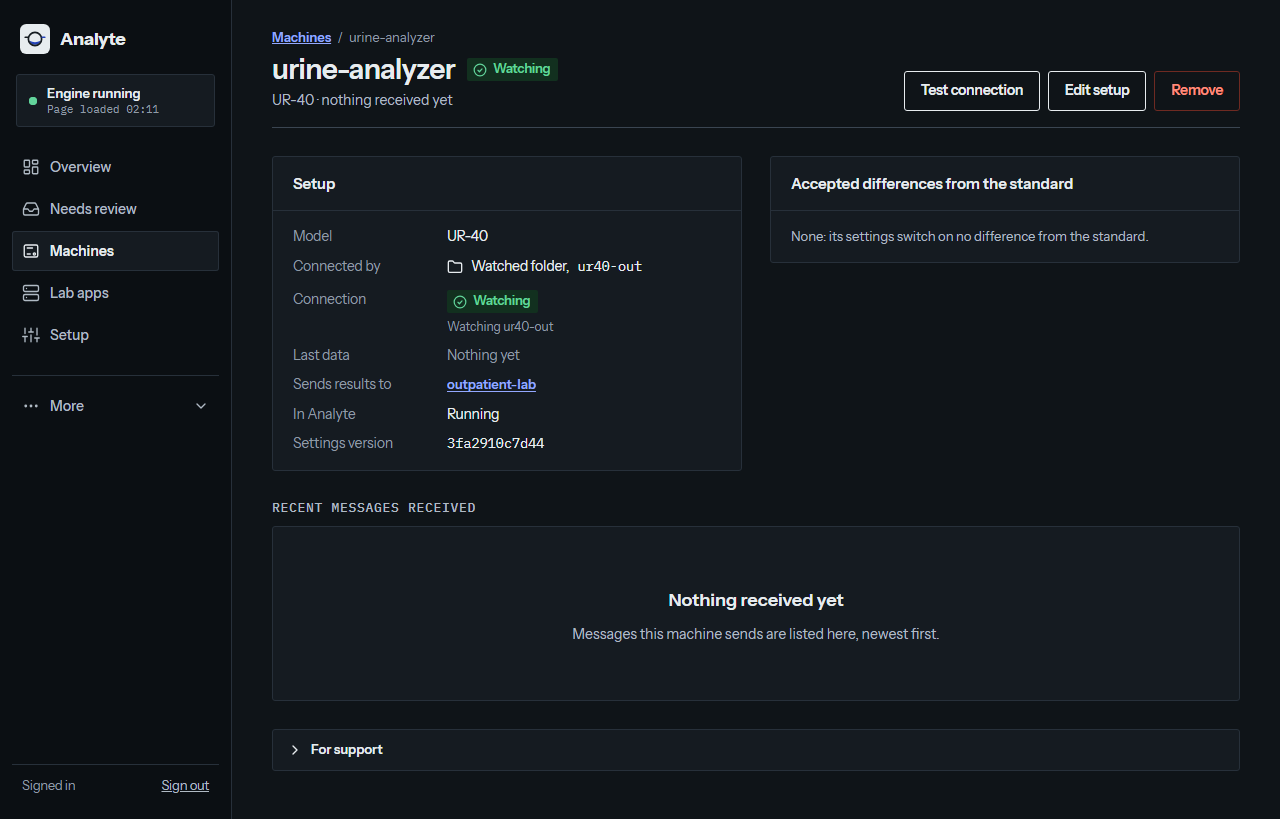 Analyte
Engine running
Page loaded 02:11
Overview
Needs review
Machines
Lab apps
Setup
More
Signed in
Sign out
Machines / urine-analyzer
urine-analyzer
Watching
UR-40 · nothing received yet
Test connection
Edit setup
Remove
Setup
Model UR-40
Connected by Watched folder, ur40-out
Connection Watching
Watching ur40-out
Last data Nothing yet
Sends results to outpatient-lab
In Analyte Running
Settings version 3fa2910c7d44
Accepted differences from the standard
None: its settings switch on no difference from the standard.
RECENT MESSAGES RECEIVED
Nothing received yet
Messages this machine sends are listed here, newest first.
For support